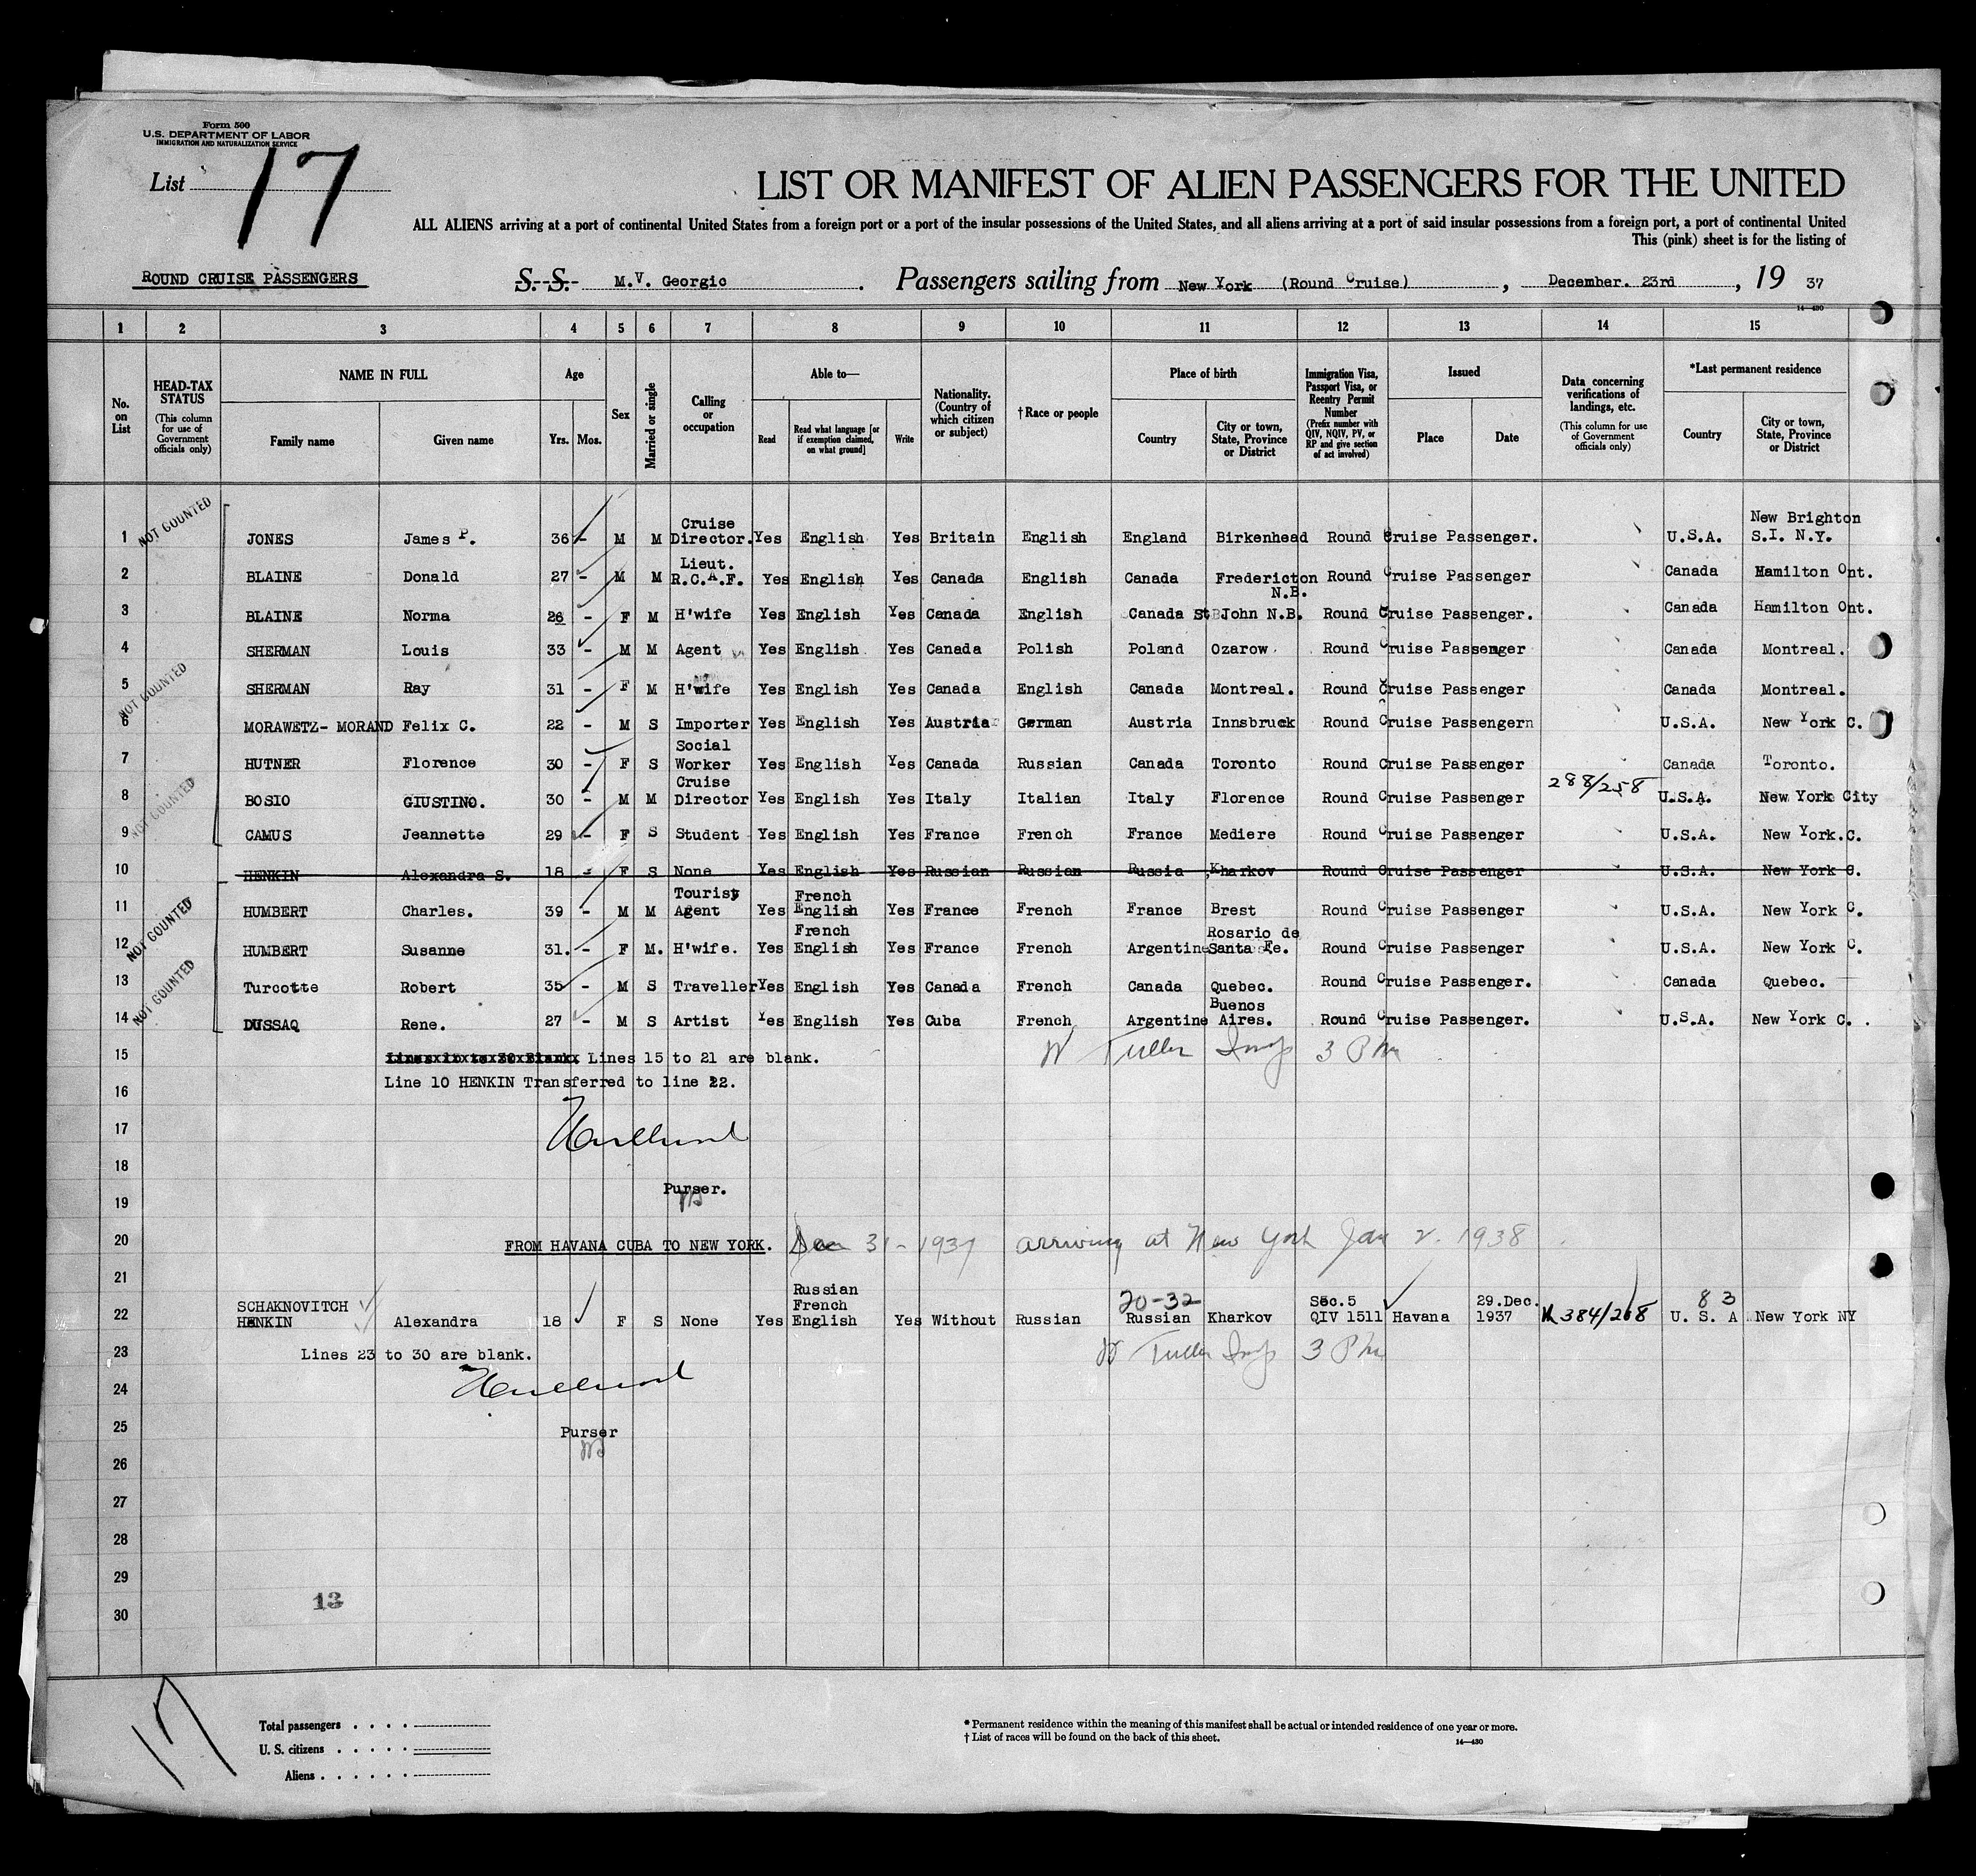 Form 500
U.S. DEPARTMENT OF LABOR
IMMIGRATION AND NATURALIZATION SERVICE
List 17
LIST OR MANIFEST OF ALIEN PASSENGERS FOR THE UNITED
ALL ALIENS arriving at a port of continental United States from a foreign port or a port of the insular possessions of the United States, and all aliens arriving at a port of said insular possessions from a foreign port, a port of continental United
This (pink) sheet is for the listing of
ROUND CRUISE PASSENGERS S. S. M.V. Georgic . Passengers sailing from New York (Round Cruise) , December. 23rd , 19 37
14—430
1 2 3 4 5 6 7 8 9 10 11 12 13 14 15
No. on List
HEAD-TAX STATUS (This column for use of Government officials only)
NAME IN FULL
Family name Given name
Age
Yrs. Mos.
Sex
Married or single
Calling or occupation
Able to—
Read Read what language [or if exemption claimed, on what ground] Write
Nationality. (Country of which citizen or subject)
† Race or people
Place of birth
Country City or town, State, Province or District
Immigration Visa, Passport Visa, or Reentry Permit Number (Prefix number with QIV, NQIV, PV, or RP and give section of act involved)
Issued
Place Date
Data concerning verifications of landings, etc. (This column for use of Government officials only)
*Last permanent residence
Country City or town, State, Province or District
NOT COUNTED
1 JONES James P. 36 - M M Cruise Director. Yes English Yes Britain English England Birkenhead Round Cruise Passenger. U.S.A. New Brighton S.I. N.Y.
2 BLAINE Donald 27 - M M Lieut. R.C.A.F. Yes English Yes Canada English Canada Fredericton N.B. Round Cruise Passenger Canada Hamilton Ont.
3 BLAINE Norma 26 - F M H'wife Yes English Yes Canada English Canada St John N.B. Round Cruise Passenger. Canada Hamilton Ont.
4 SHERMAN Louis 33 - M M Agent Yes English Yes Canada Polish Poland Ozarow. Round Cruise Passenger Canada Montreal.
NOT COUNTED
5 SHERMAN Ray 31 - F M H'wife Yes English Yes Canada English Canada Montreal. Round Cruise Passenger Canada Montreal.
6 MORAWETZ- MORAND Felix C. 22 - M S Importer Yes English Yes Austria German Austria Innsbruck Round Cruise Passengern U.S.A. New York C.
7 HUTNER Florence 30 - F S Social Worker Yes English Yes Canada Russian Canada Toronto Round Cruise Passenger Canada Toronto.
NOT COUNTED
8 BOSIO GIUSTINO. 30 - M M Cruise Director Yes English Yes Italy Italian Italy Florence Round Cruise Passenger 288/258 U.S.A. New York City
9 CAMUS Jeannette 29 - F S Student Yes English Yes France French France Mediere Round Cruise Passenger U.S.A. New York.C.
10 HENKIN Alexandra S. 18 - F S None Yes English Yes Russian Russian Russia Kharkov Round Cruise Passenger U.S.A. New York C.
NOT COUNTED
11 HUMBERT Charles. 39 - M M Tourist Agent Yes French English Yes France French France Brest Round Cruise Passenger U.S.A. New York C.
12 HUMBERT Susanne 31. - F M. H'wife. Yes French English Yes France French Argentine Rosario de Santa Fe. Round Cruise Passenger U.S.A. New York C.
NOT COUNTED
13 Turcotte Robert 35 - M S Traveller Yes English Yes Canada French Canada Quebec. Round Cruise Passenger. Canada Quebec.
14 DUSSAQ Rene. 27 - M S Artist Yes English Yes Cuba French Argentine Buenos Aires. Round Cruise Passenger. U.S.A. New York C. .
15 Lines 15 to 21 are blank. Tuller Insp 3 Pm
Line 10 HENKIN Transferred to line 22.
16
17
18
Purser.
19
20 FROM HAVANA CUBA TO NEW YORK. Dec 31 - 1937 arriving at New York Jan 2. 1938
21
22 SCHAKNOVITCH HENKIN Alexandra 18 F S None Yes Russian French English Yes Without Russian 20-32 Russian Kharkov Sec.5 QIV 1511 Havana 29.Dec. 1937 384/268 83 U. S. A New York NY
23 Lines 23 to 30 are blank. Tuller Insp 3 Pm
24
25 Purser
26
27
28
29
13
30
17
Total passengers . . . .
U. S. citizens . . . . .
Aliens . . . . . .
* Permanent residence within the meaning of this manifest shall be actual or intended residence of one year or more.
† List of races will be found on the back of this sheet.
14—430